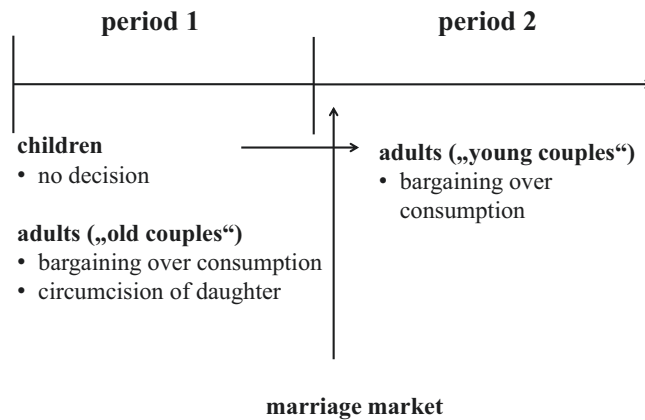 period 1
period 2
children
• no decision
adults („old couples“)
• bargaining over consumption
• circumcision of daughter
adults („young couples“)
• bargaining over
consumption
marriage market